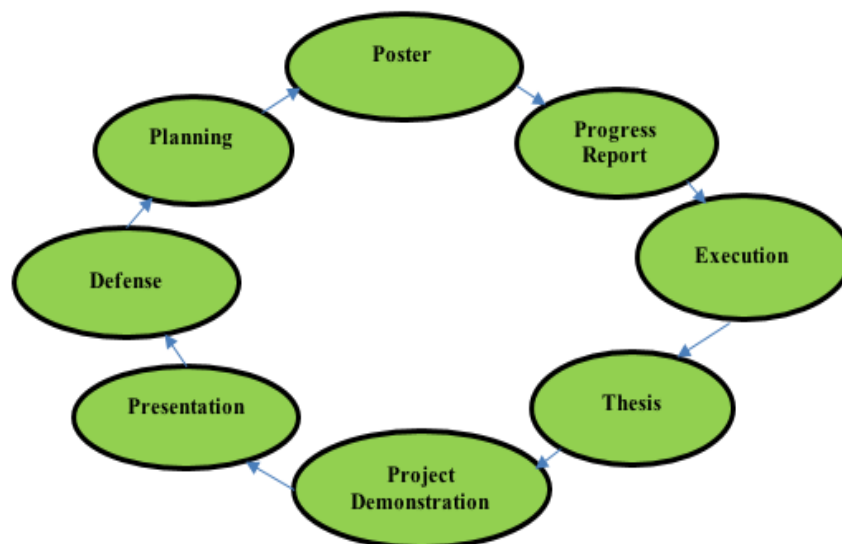 Poster
Planning
Progress
Report
Execution
Defense
Thesis
Presentation
Project
Demonstration